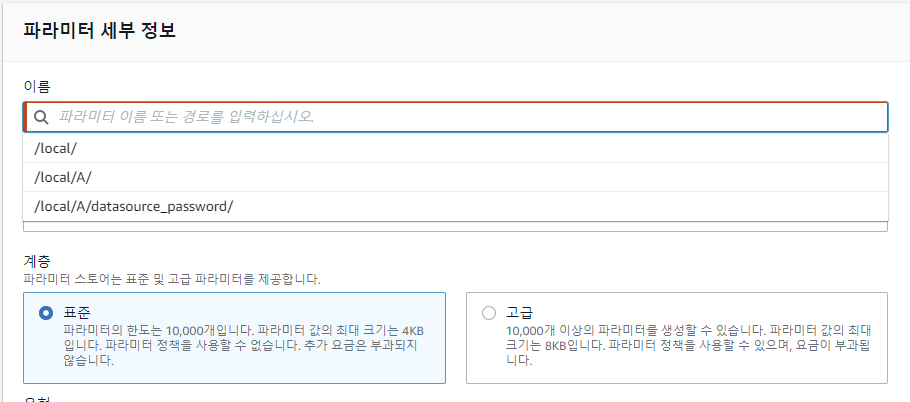 파라미터 세부 정보
이름
파라미터 이름 또는 경로를 입력하십시오.
/local/
/local/A/
/local/A/datasource_password/
계층
파라미터 스토어는 표준 및 고급 파라미터를 제공합니다.
표준
파라미터의 한도는 10,000개입니다. 파라미터 값의 최대 크기는 4KB
입니다. 파라미터 정책을 사용할 수 없습니다. 추가 요금은 부과되지
않습니다.
고급
10,000개 이상의 파라미터를 생성할 수 있습니다. 파라미터 값의 최대
크기는 8KB입니다. 파라미터 정책을 사용할 수 있으며, 요금이 부과됩
니다.